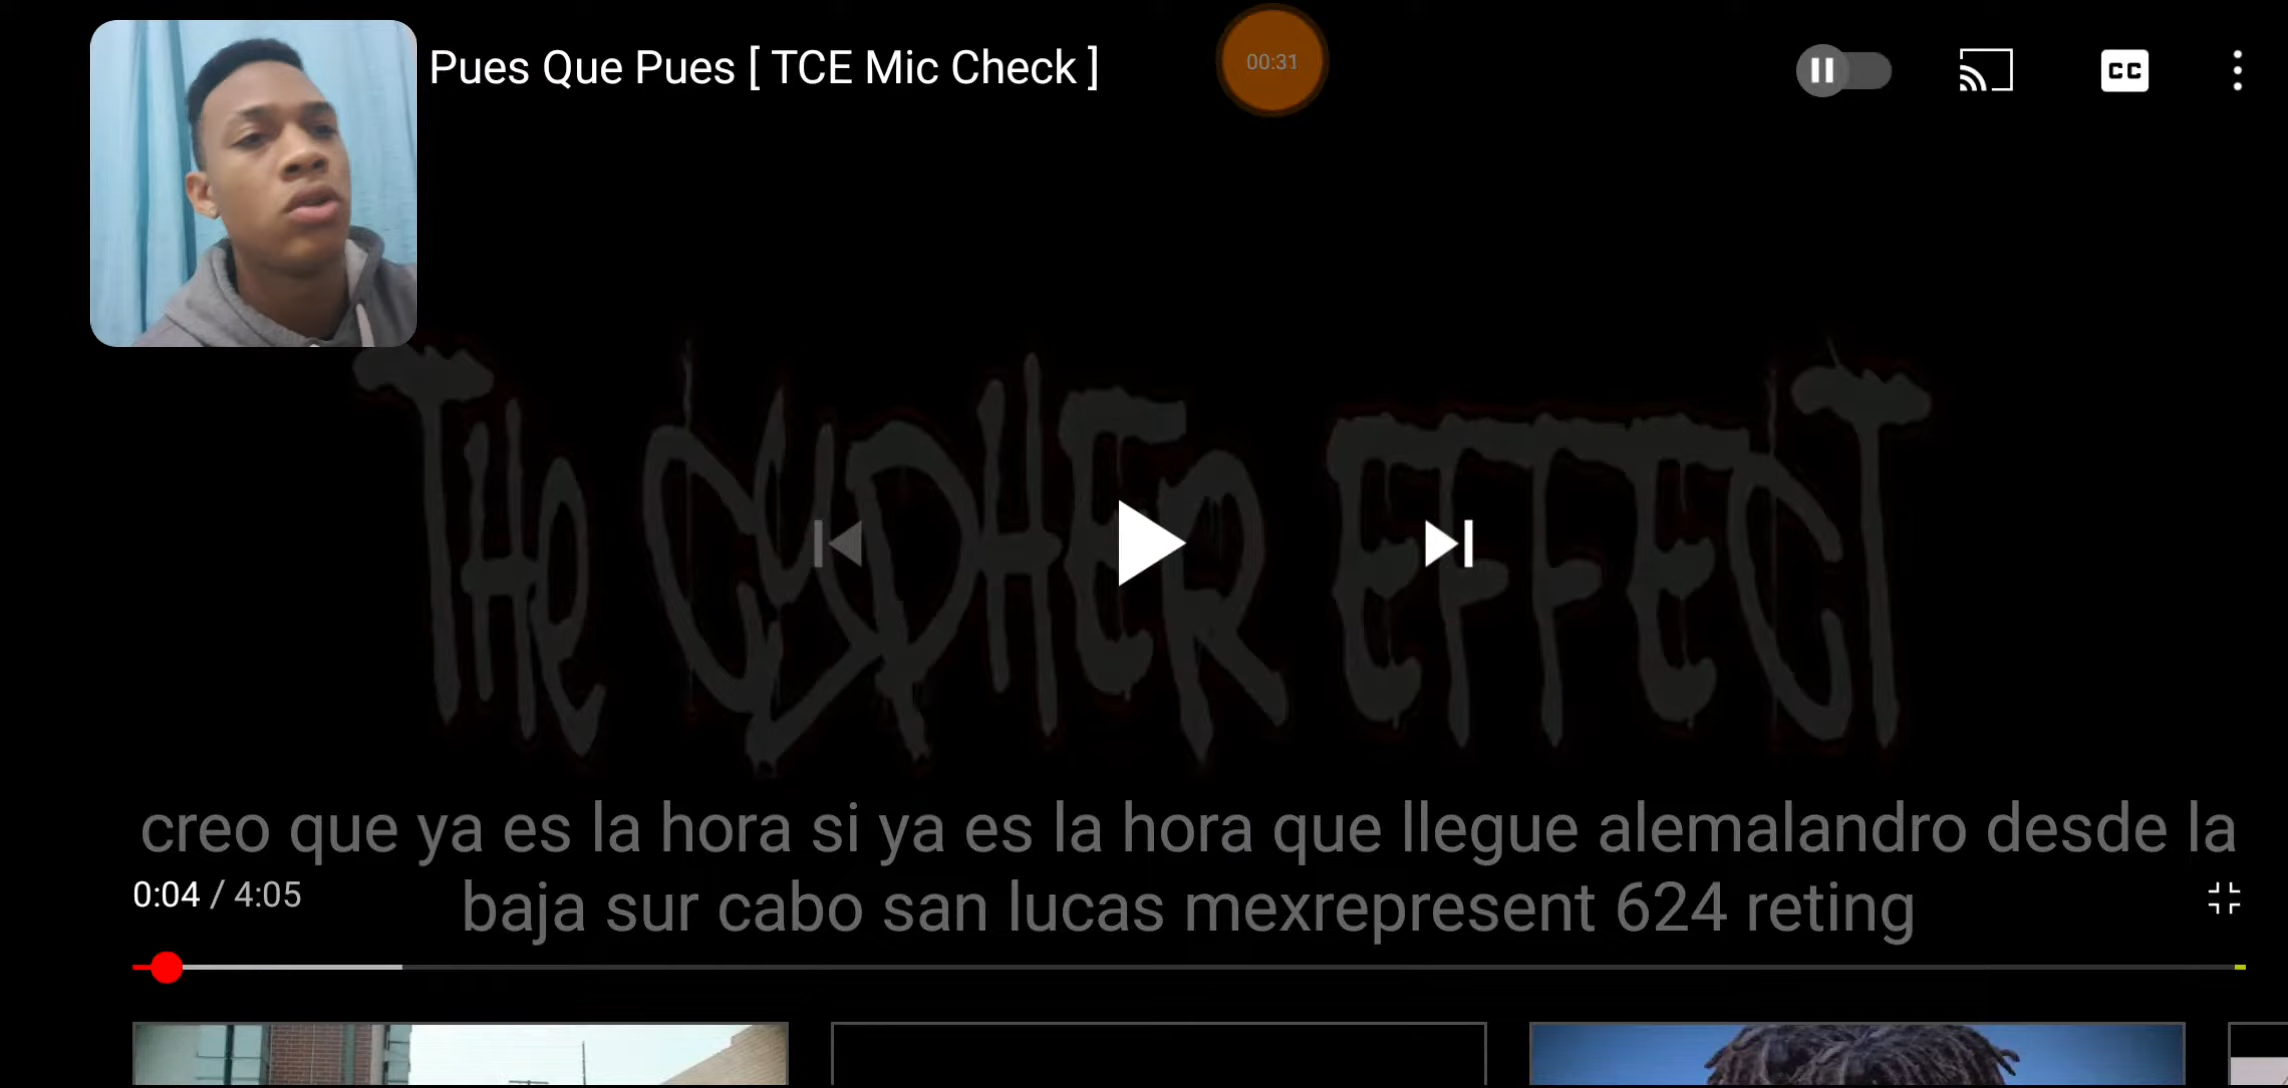 Pues Que Pues [ TCE Mic Check ]
00:31
CC
THe CYPHER EFFECT
creo que ya es la hora si ya es la hora que llegue alemalandro desde la
baja sur cabo san lucas mexrepresent 624 reting
0:04 / 4:05